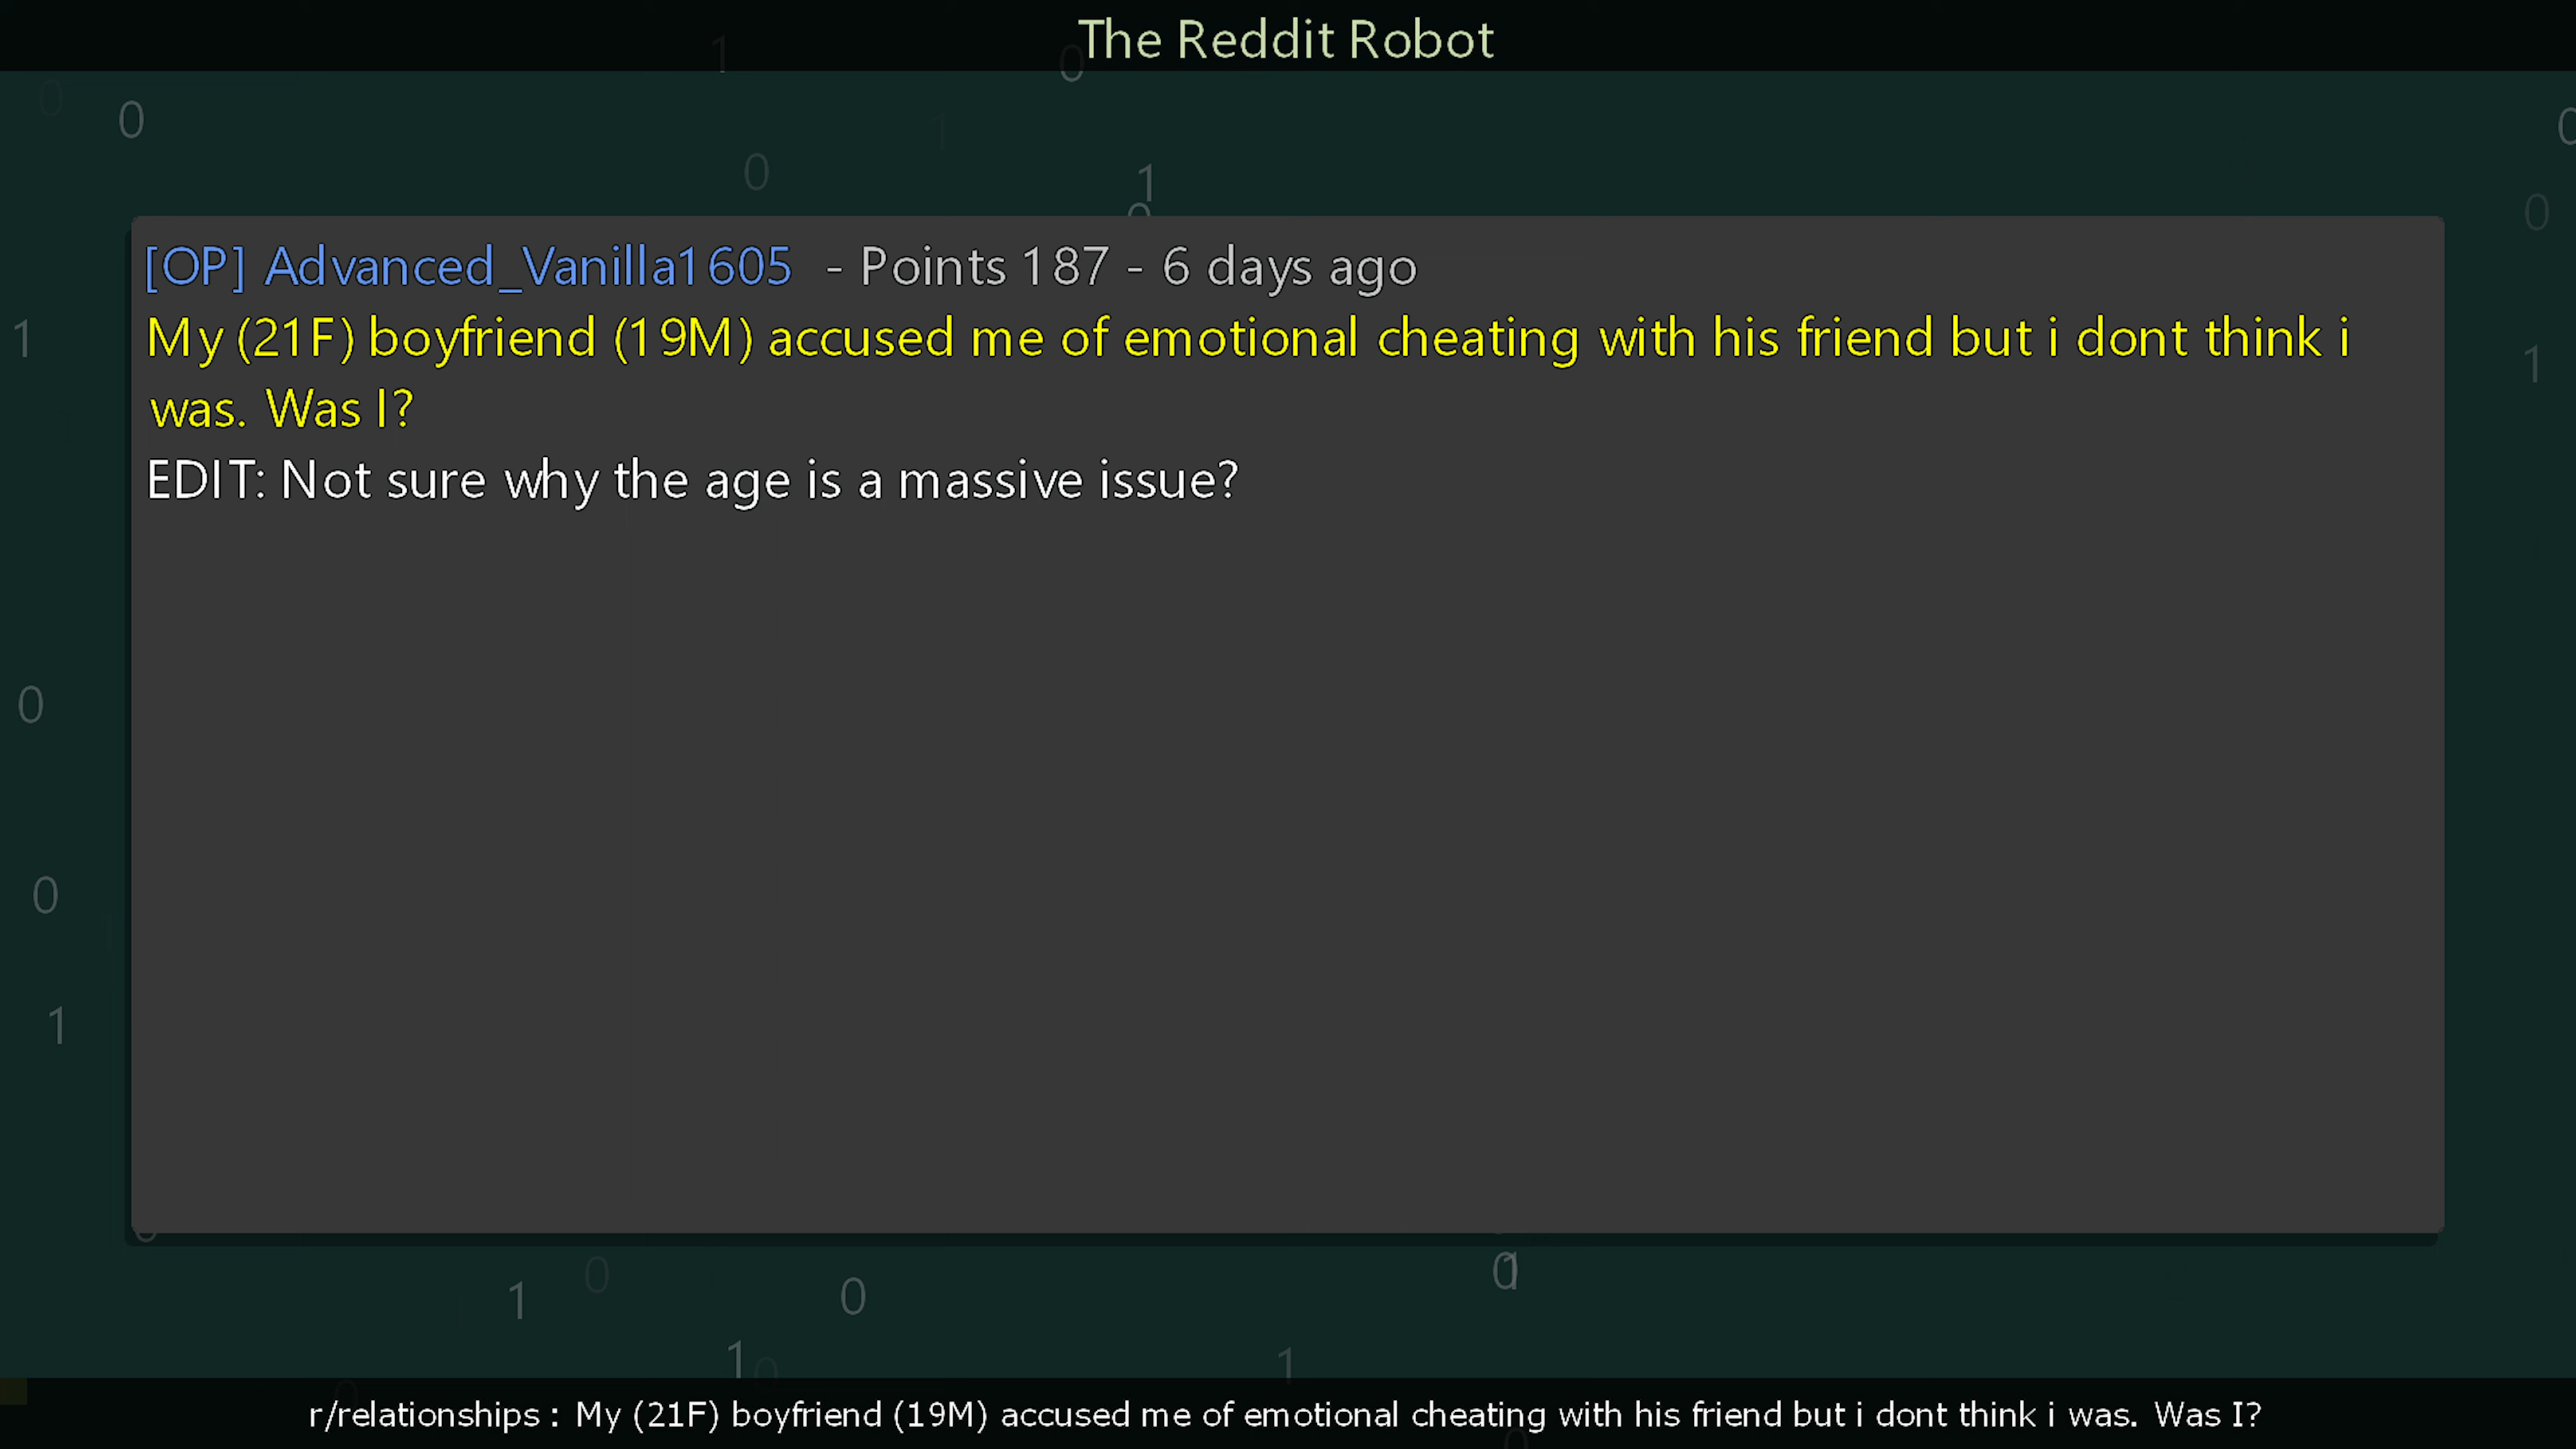 The Reddit Robot
[OP] Advanced_Vanilla1605 - Points 187 - 6 days ago
My (21F) boyfriend (19M) accused me of emotional cheating with his friend but i dont think i
was. Was I?
EDIT: Not sure why the age is a massive issue?
r/relationships : My (21F) boyfriend (19M) accused me of emotional cheating with his friend but i dont think i was. Was I?